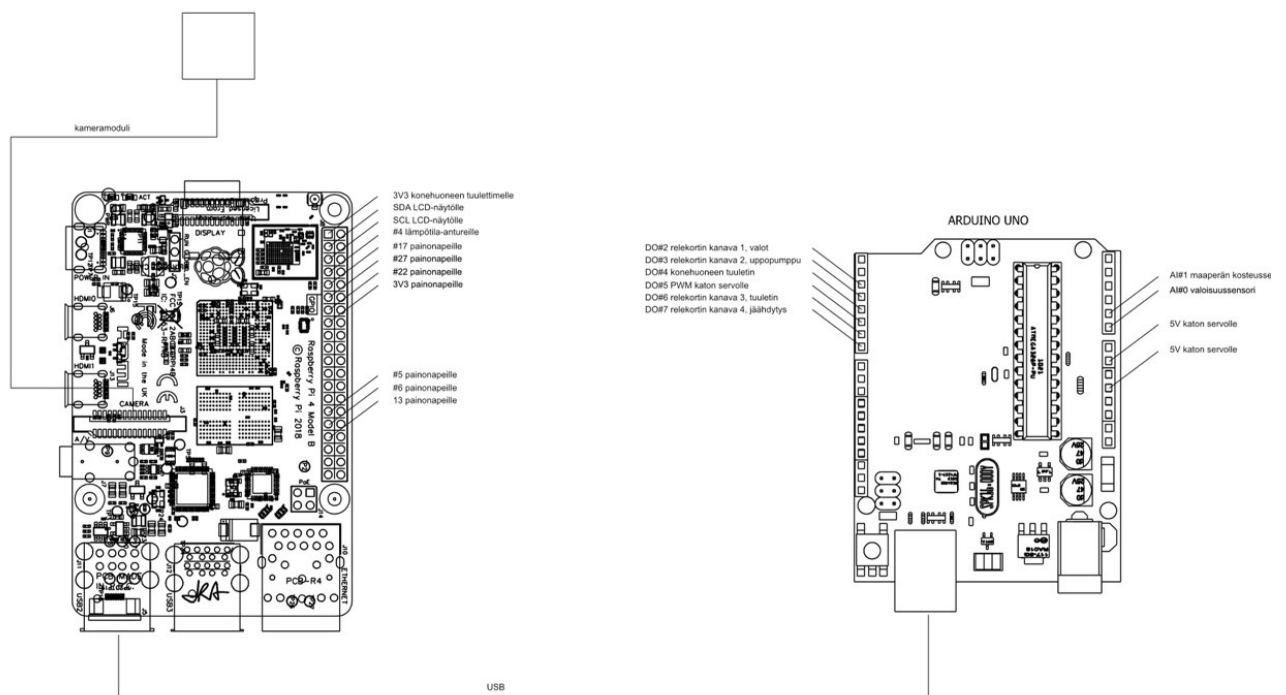 kameramoduli
3V3 konehuoneen tuulettimelle
SDA LCD-näytölle
SCL LCD-näytölle
#4 lämpötila-antureille
#17 painonapeille
#27 painonapeille
#22 painonapeille
3V3 painonapeille
#5 painonapeille
#6 painonapeille
13 painonapeille
ACT
DISPLAY
POWER IN
HDMI0
HDMI1
GPIO
Made in the UK
Raspberry Pi 4 Model B
©Raspberry Pi 2018
CAMERA
A/V
PoE
USB2
USB3
PCB-R4
ETHERNET
USB
ARDUINO UNO
DO#2 relekortin kanava 1, valot
DO#3 relekortin kanava 2, uppopumppu
DO#4 konehuoneen tuuletin
DO#5 PWM katon servolle
DO#6 relekortin kanava 3, tuuletin
DO#7 relekortin kanava 4, jäähdytys
AI#1 maaperän kosteusse
AI#0 valoisuussensori
5V katon servolle
5V katon servolle